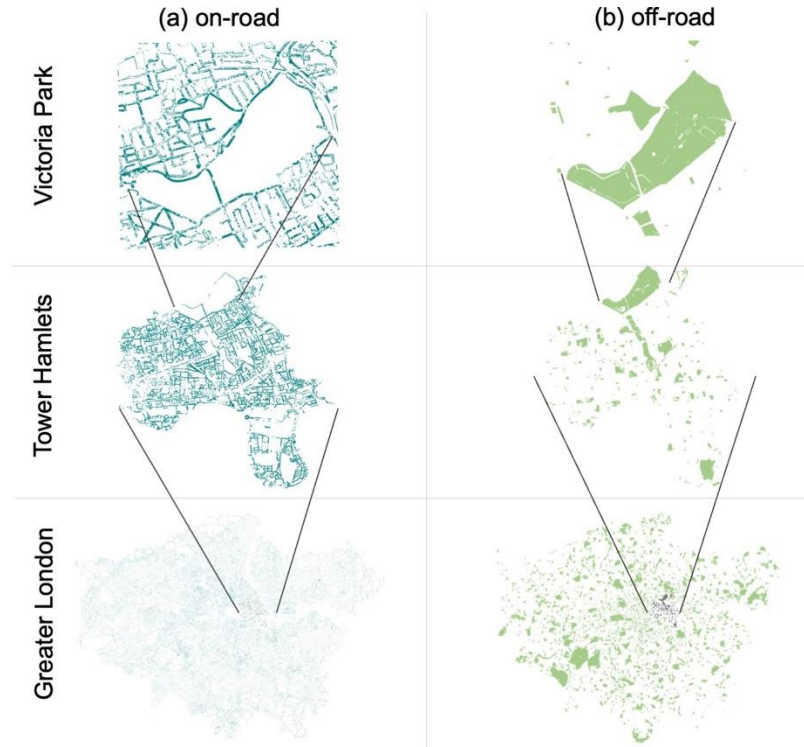 (a) on-road
(b) off-road
Victoria Park
Tower Hamlets
Greater London